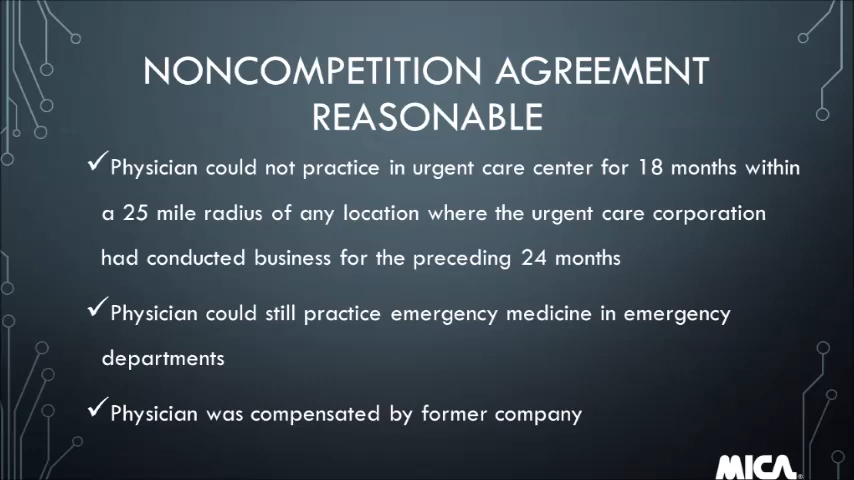 NONCOMPETITION AGREEMENT
REASONABLE
✓Physician could not practice in urgent care center for 18 months within
a 25 mile radius of any location where the urgent care corporation
had conducted business for the preceding 24 months
✓Physician could still practice emergency medicine in emergency
departments
✓Physician was compensated by former company
MICA®